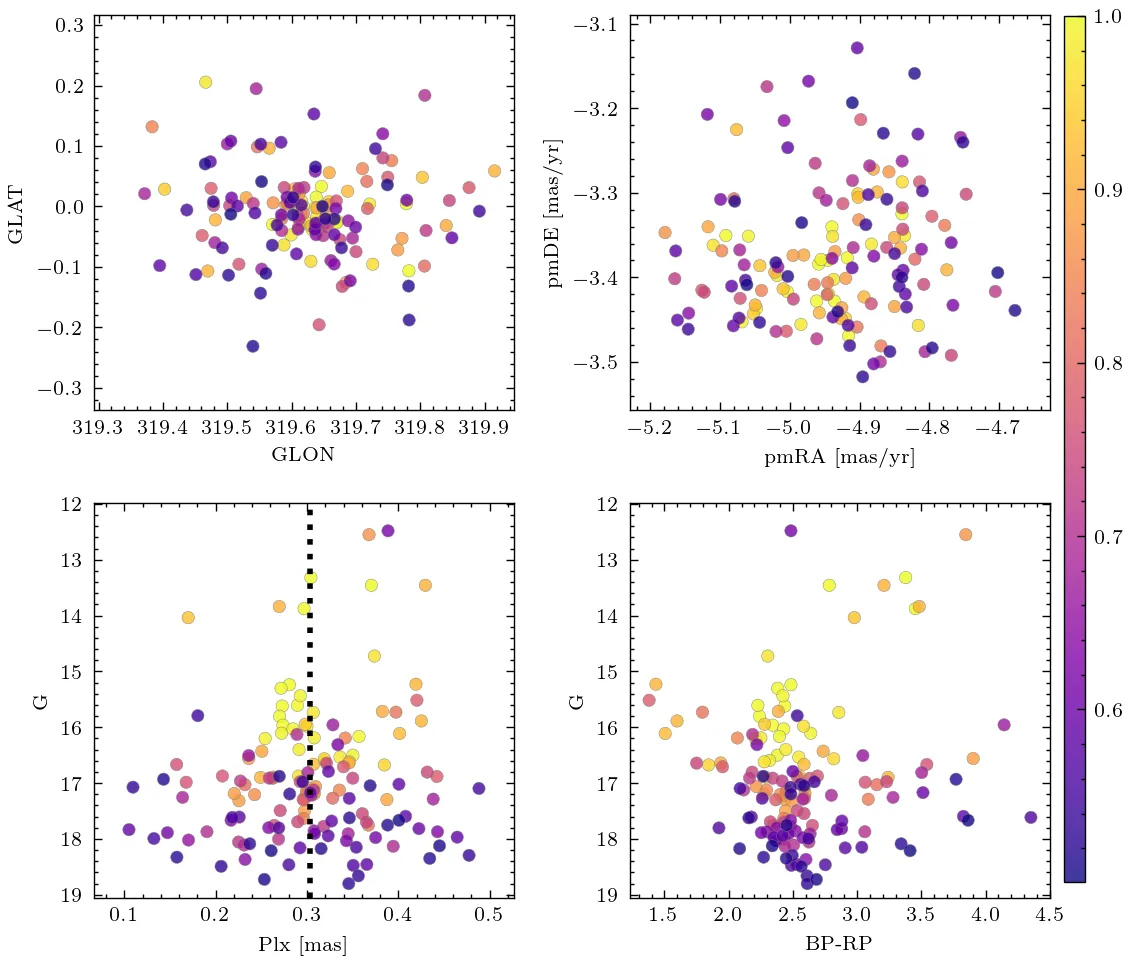 0.3
0.2
0.1
0.0
−0.1
−0.2
−0.3
GLAT
319.3 319.4 319.5 319.6 319.7 319.8 319.9
GLON
−3.1
−3.2
−3.3
−3.4
−3.5
pmDE [mas/yr]
−5.2 −5.1 −5.0 −4.9 −4.8 −4.7
pmRA [mas/yr]
1.0
0.9
0.8
0.7
0.6
12
13
14
15
16
17
18
19
G
0.1 0.2 0.3 0.4 0.5
Plx [mas]
12
13
14
15
16
17
18
19
G
1.5 2.0 2.5 3.0 3.5 4.0 4.5
BP-RP